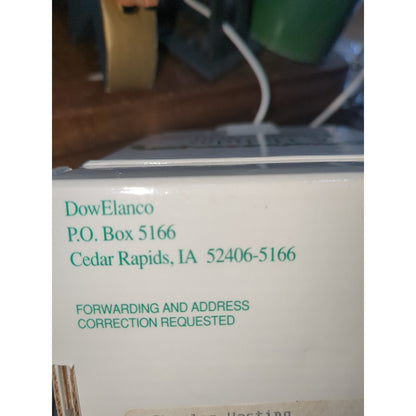 DowElanco
P.O. Box 5166
Cedar Rapids, IA 52406-5166
FORWARDING AND ADDRESS
CORRECTION REQUESTED